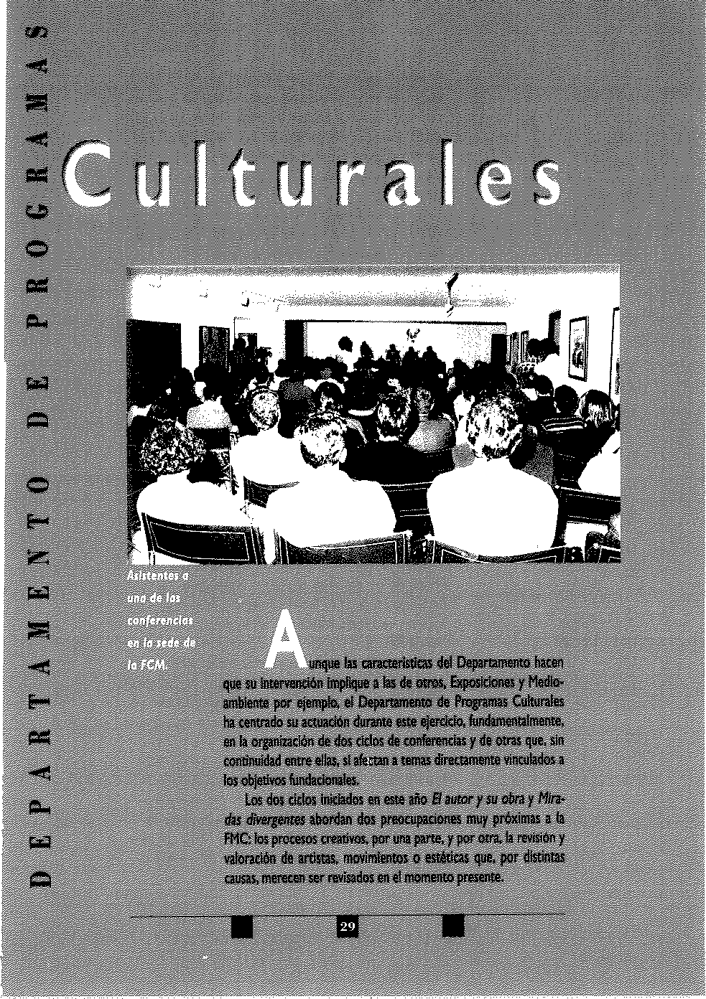 DEPARTAMENTO DE PROGRAMAS
Culturales
Asistentes a
una de las
conferencias
en la sede de
la FCM.
Aunque las características del Departamento hacen
que su intervención implique a las de otros, Exposiciones y Medio-
ambiente por ejemplo, el Departamento de Programas Culturales
ha centrado su actuación durante este ejercicio, fundamentalmente,
en la organización de dos ciclos de conferencias y de otras que, sin
continuidad entre ellas, si afectan a temas directamente vinculados a
los objetivos fundacionales.
Los dos ciclos iniciados en este año El autor y su obra y Mira-
das divergentes abordan dos preocupaciones muy próximas a la
FMC: los procesos creativos, por una parte, y por otra, la revisión y
valoración de artistas, movimientos o estéticas que, por distintas
causas, merecen ser revisados en el momento presente.
29